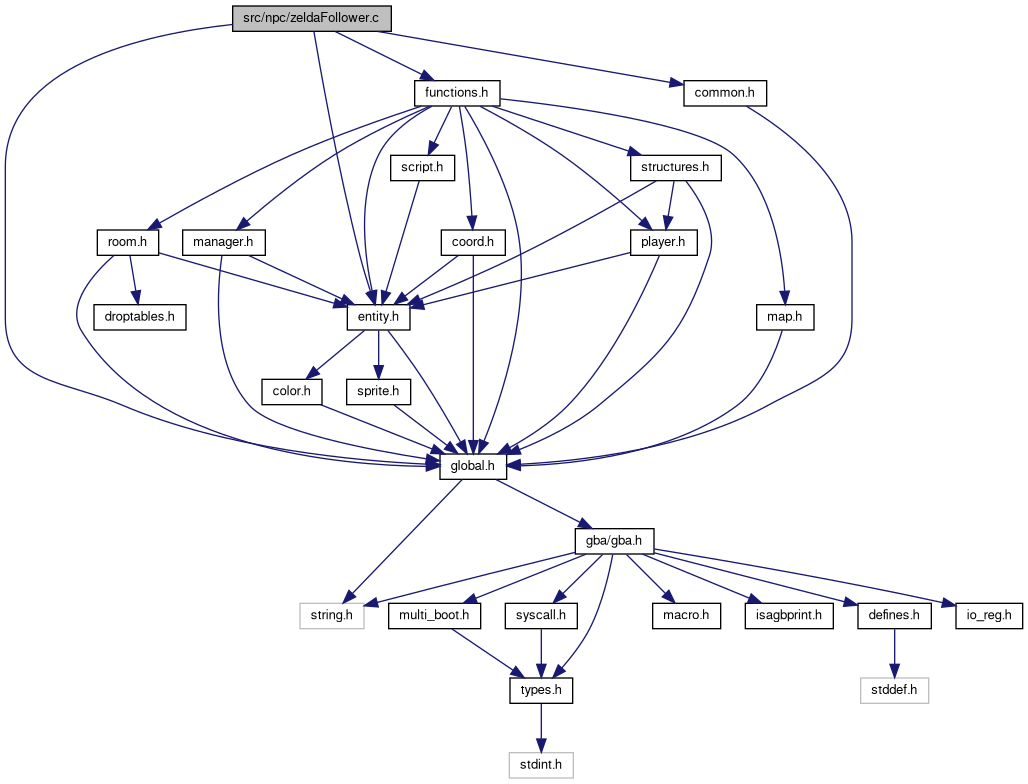 src/npc/zeldaFollower.c
functions.h
common.h
script.h
structures.h
room.h
manager.h
coord.h
player.h
droptables.h
entity.h
map.h
color.h
sprite.h
global.h
gba/gba.h
string.h
multi_boot.h
syscall.h
macro.h
isagbprint.h
defines.h
io_reg.h
types.h
stddef.h
stdint.h